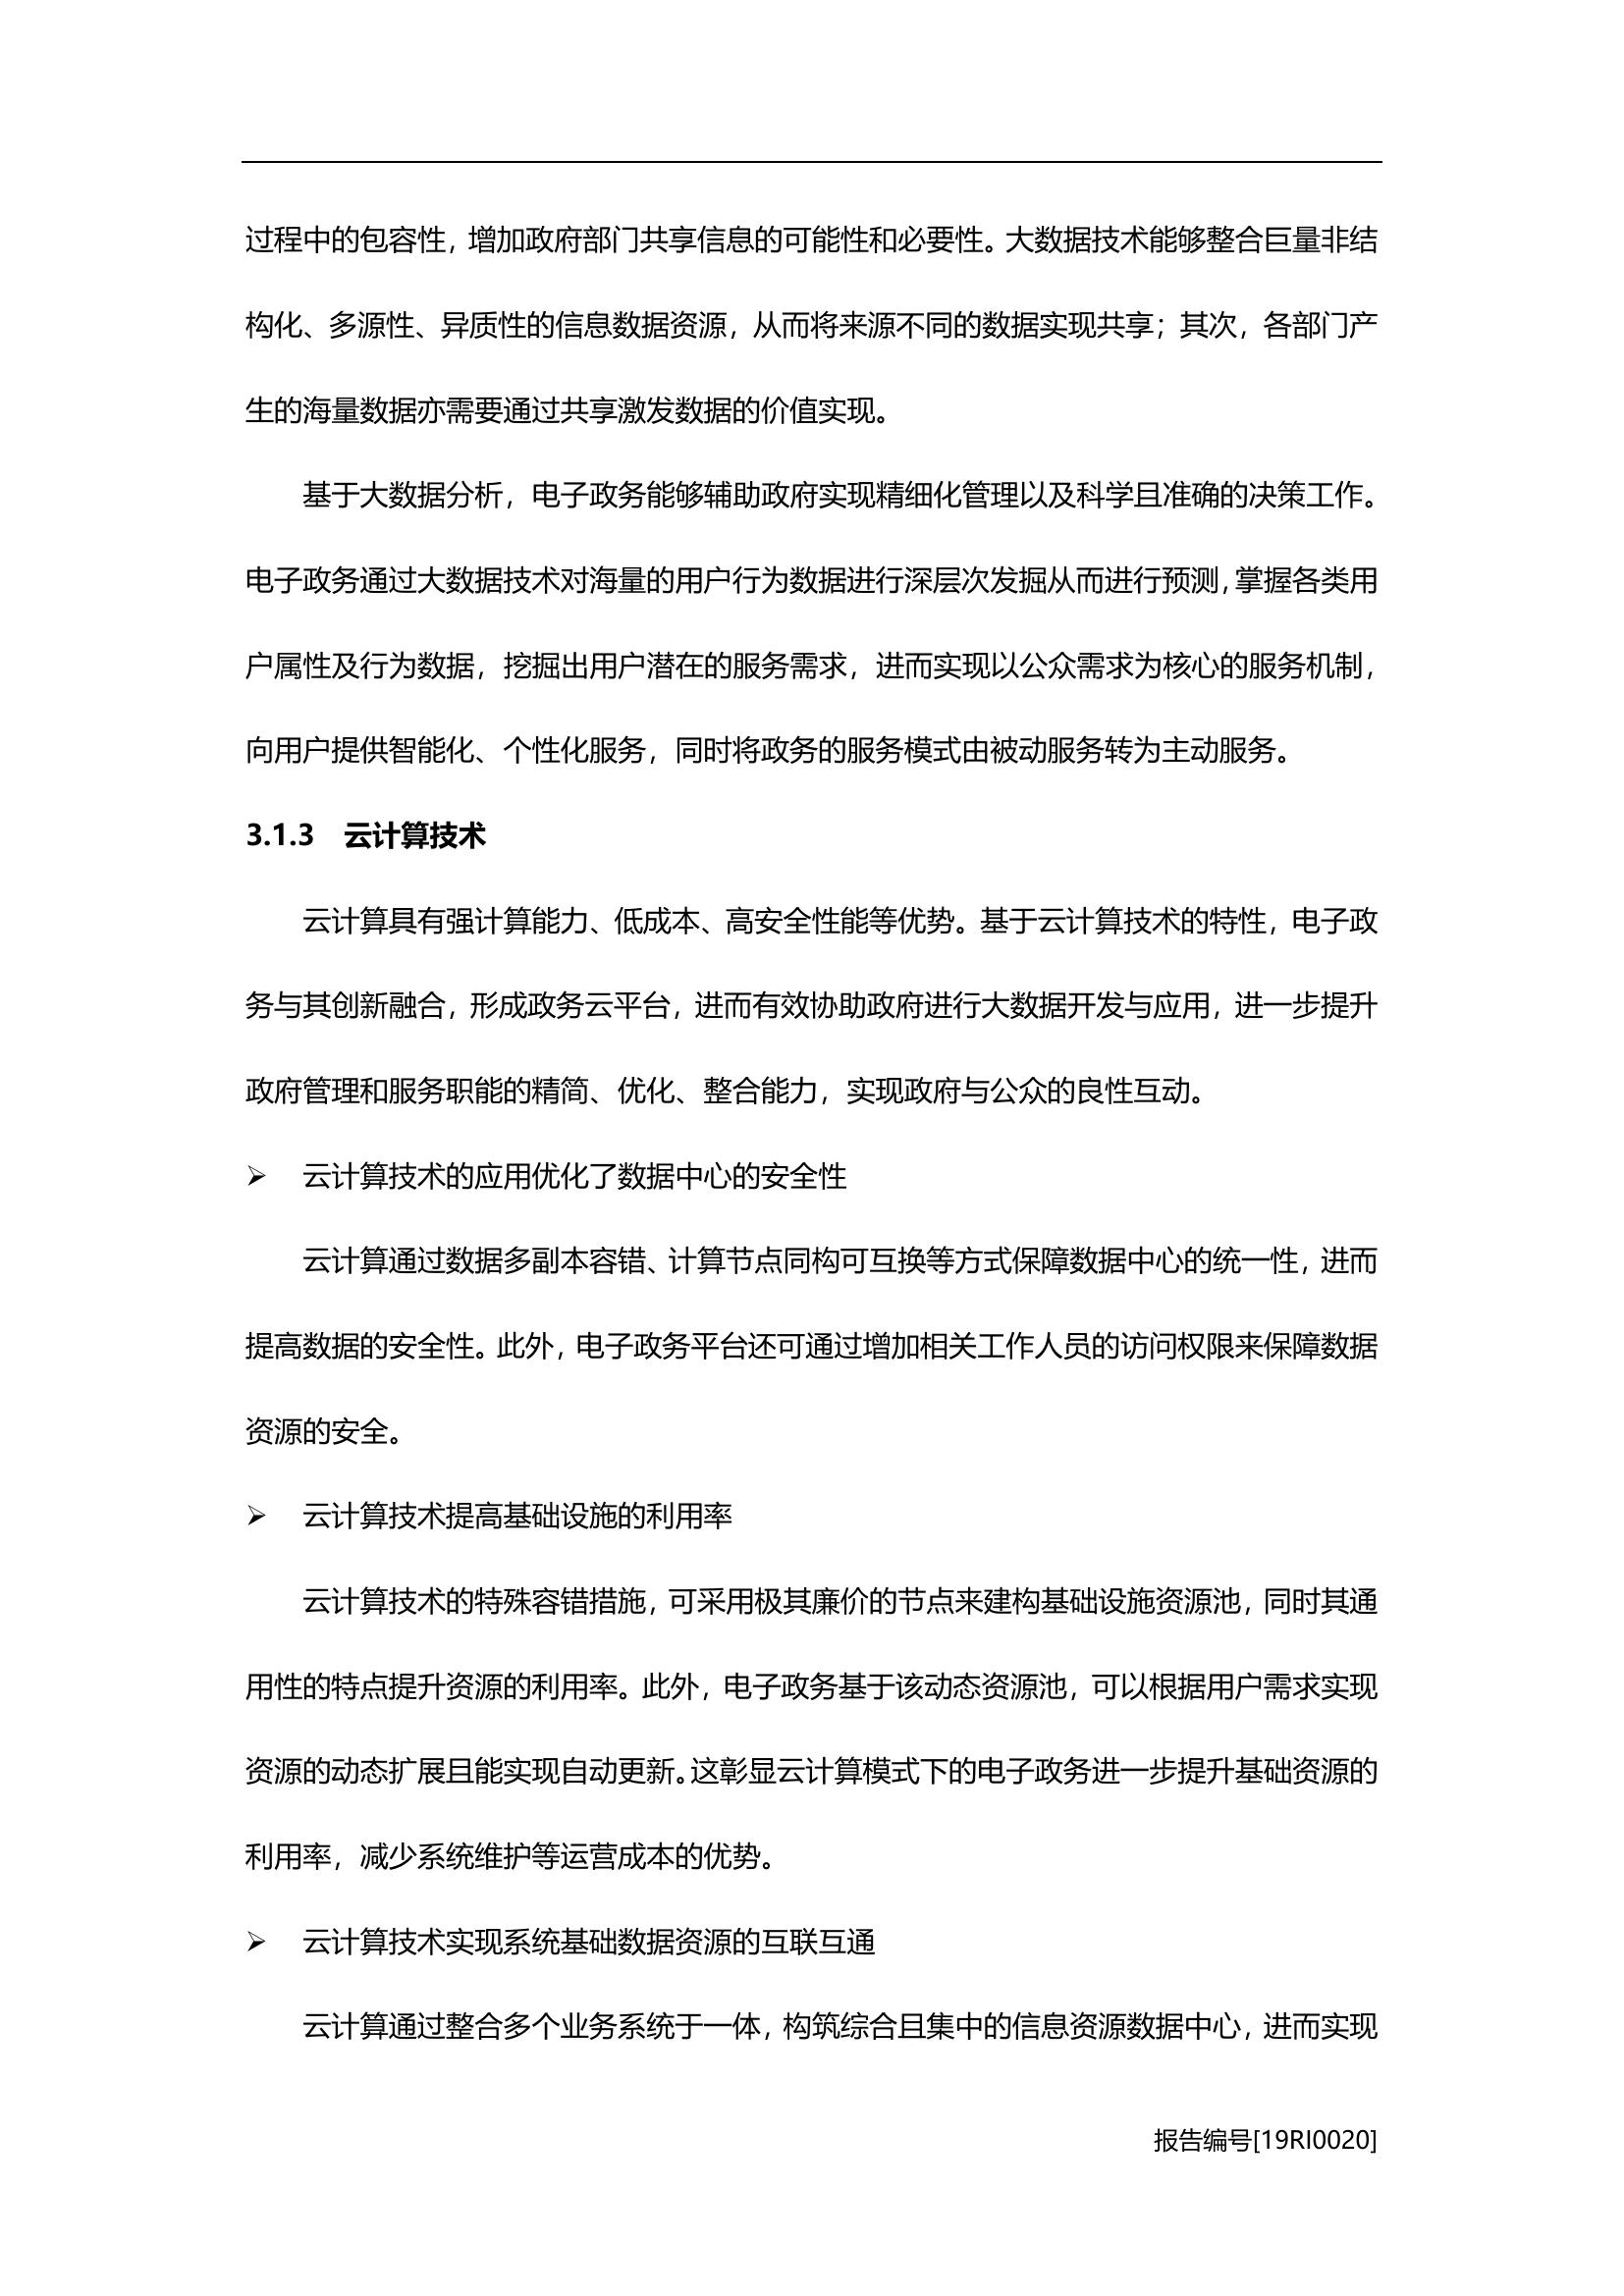 过程中的包容性，增加政府部门共享信息的可能性和必要性。大数据技术能够整合巨量非结
构化、多源性、异质性的信息数据资源，从而将来源不同的数据实现共享；其次，各部门产
生的海量数据亦需要通过共享激发数据的价值实现。
基于大数据分析，电子政务能够辅助政府实现精细化管理以及科学且准确的决策工作。
电子政务通过大数据技术对海量的用户行为数据进行深层次发掘从而进行预测，掌握各类用
户属性及行为数据，挖掘出用户潜在的服务需求，进而实现以公众需求为核心的服务机制，
向用户提供智能化、个性化服务，同时将政务的服务模式由被动服务转为主动服务。
3.1.3 云计算技术
云计算具有强计算能力、低成本、高安全性能等优势。基于云计算技术的特性，电子政
务与其创新融合，形成政务云平台，进而有效协助政府进行大数据开发与应用，进一步提升
政府管理和服务职能的精简、优化、整合能力，实现政府与公众的良性互动。
➢ 云计算技术的应用优化了数据中心的安全性
云计算通过数据多副本容错、计算节点同构可互换等方式保障数据中心的统一性，进而
提高数据的安全性。此外，电子政务平台还可通过增加相关工作人员的访问权限来保障数据
资源的安全。
➢ 云计算技术提高基础设施的利用率
云计算技术的特殊容错措施，可采用极其廉价的节点来建构基础设施资源池，同时其通
用性的特点提升资源的利用率。此外，电子政务基于该动态资源池，可以根据用户需求实现
资源的动态扩展且能实现自动更新。这彰显云计算模式下的电子政务进一步提升基础资源的
利用率，减少系统维护等运营成本的优势。
➢ 云计算技术实现系统基础数据资源的互联互通
云计算通过整合多个业务系统于一体，构筑综合且集中的信息资源数据中心，进而实现
报告编号[19RI0020]